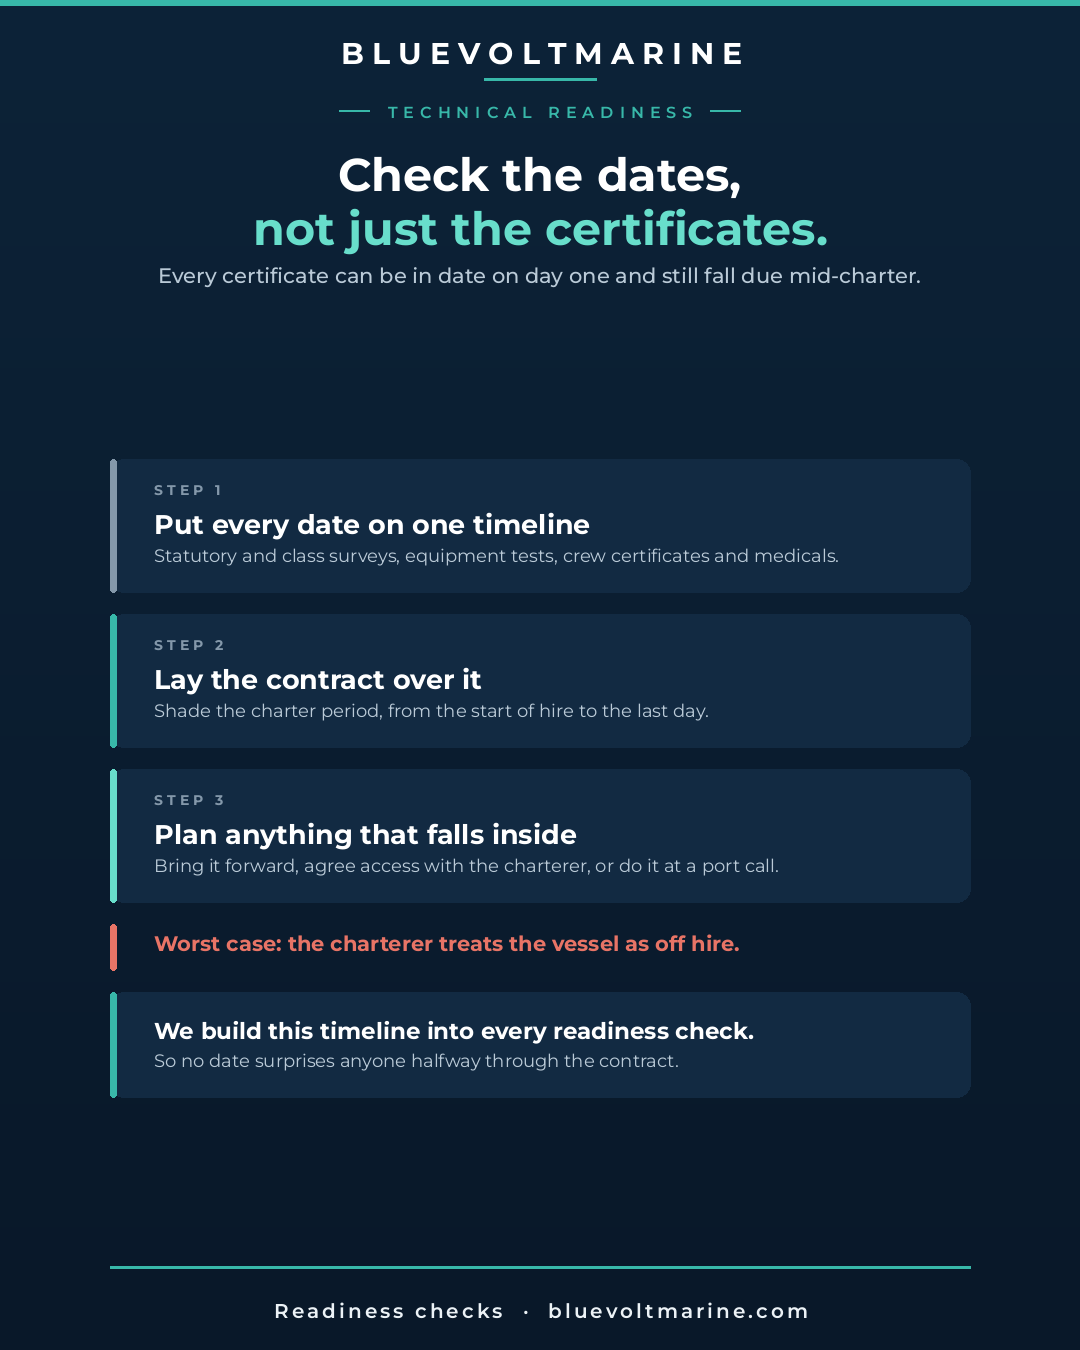 BLUEVOLTMARINE
TECHNICAL READINESS
Check the dates,
not just the certificates.
Every certificate can be in date on day one and still fall due mid-charter.
STEP 1
Put every date on one timeline
Statutory and class surveys, equipment tests, crew certificates and medicals.
STEP 2
Lay the contract over it
Shade the charter period, from the start of hire to the last day.
STEP 3
Plan anything that falls inside
Bring it forward, agree access with the charterer, or do it at a port call.
Worst case: the charterer treats the vessel as off hire.
We build this timeline into every readiness check.
So no date surprises anyone halfway through the contract.
Readiness checks · bluevoltmarine.com